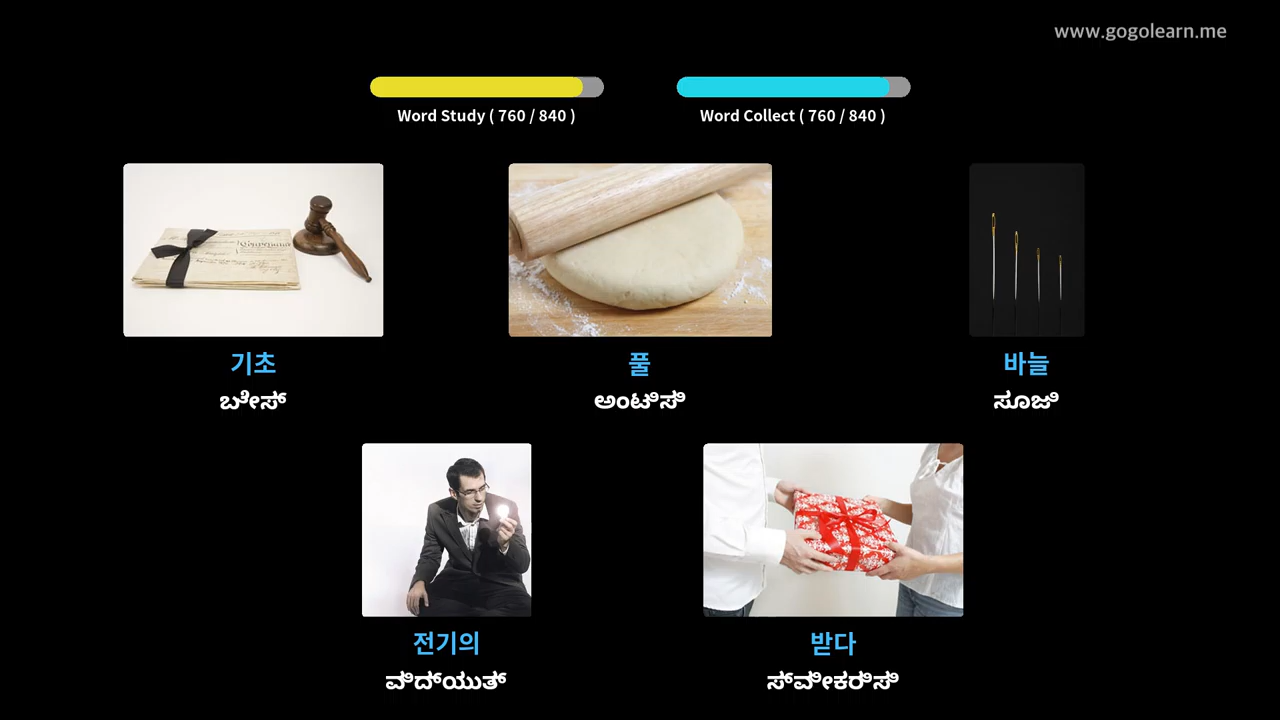 www.gogolearn.me
Word Study ( 760 / 840 )
Word Collect ( 760 / 840 )
기초
ಬೇಸ್
풀
ಅಂಟಿಸಿ
바늘
ಸೂಜಿ
전기의
ವಿದ್ಯುತ್
받다
ಸ್ವೀಕರಿಸಿ